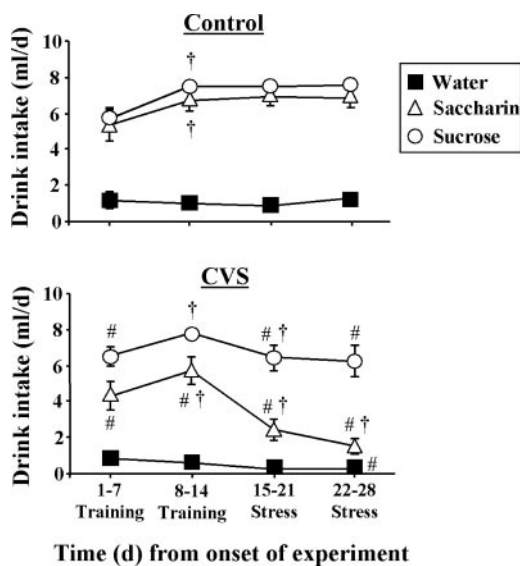 Control
Drink intake (ml/d)
10
8
6
4
2
0
†
†
Water
Saccharin
Sucrose
CVS
Drink intake (ml/d)
10
8
6
4
2
0
#
†
# †
#
#
# †
# †
# †
#
1-7 8-14 15-21 22-28
Training Training Stress Stress
Time (d) from onset of experiment